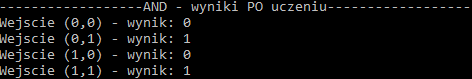 -----------------AND - wyniki PO uczeniu-----------------
Wejscie (0,0) - wynik: 0
Wejscie (0,1) - wynik: 1
Wejscie (1,0) - wynik: 0
Wejscie (1,1) - wynik: 1